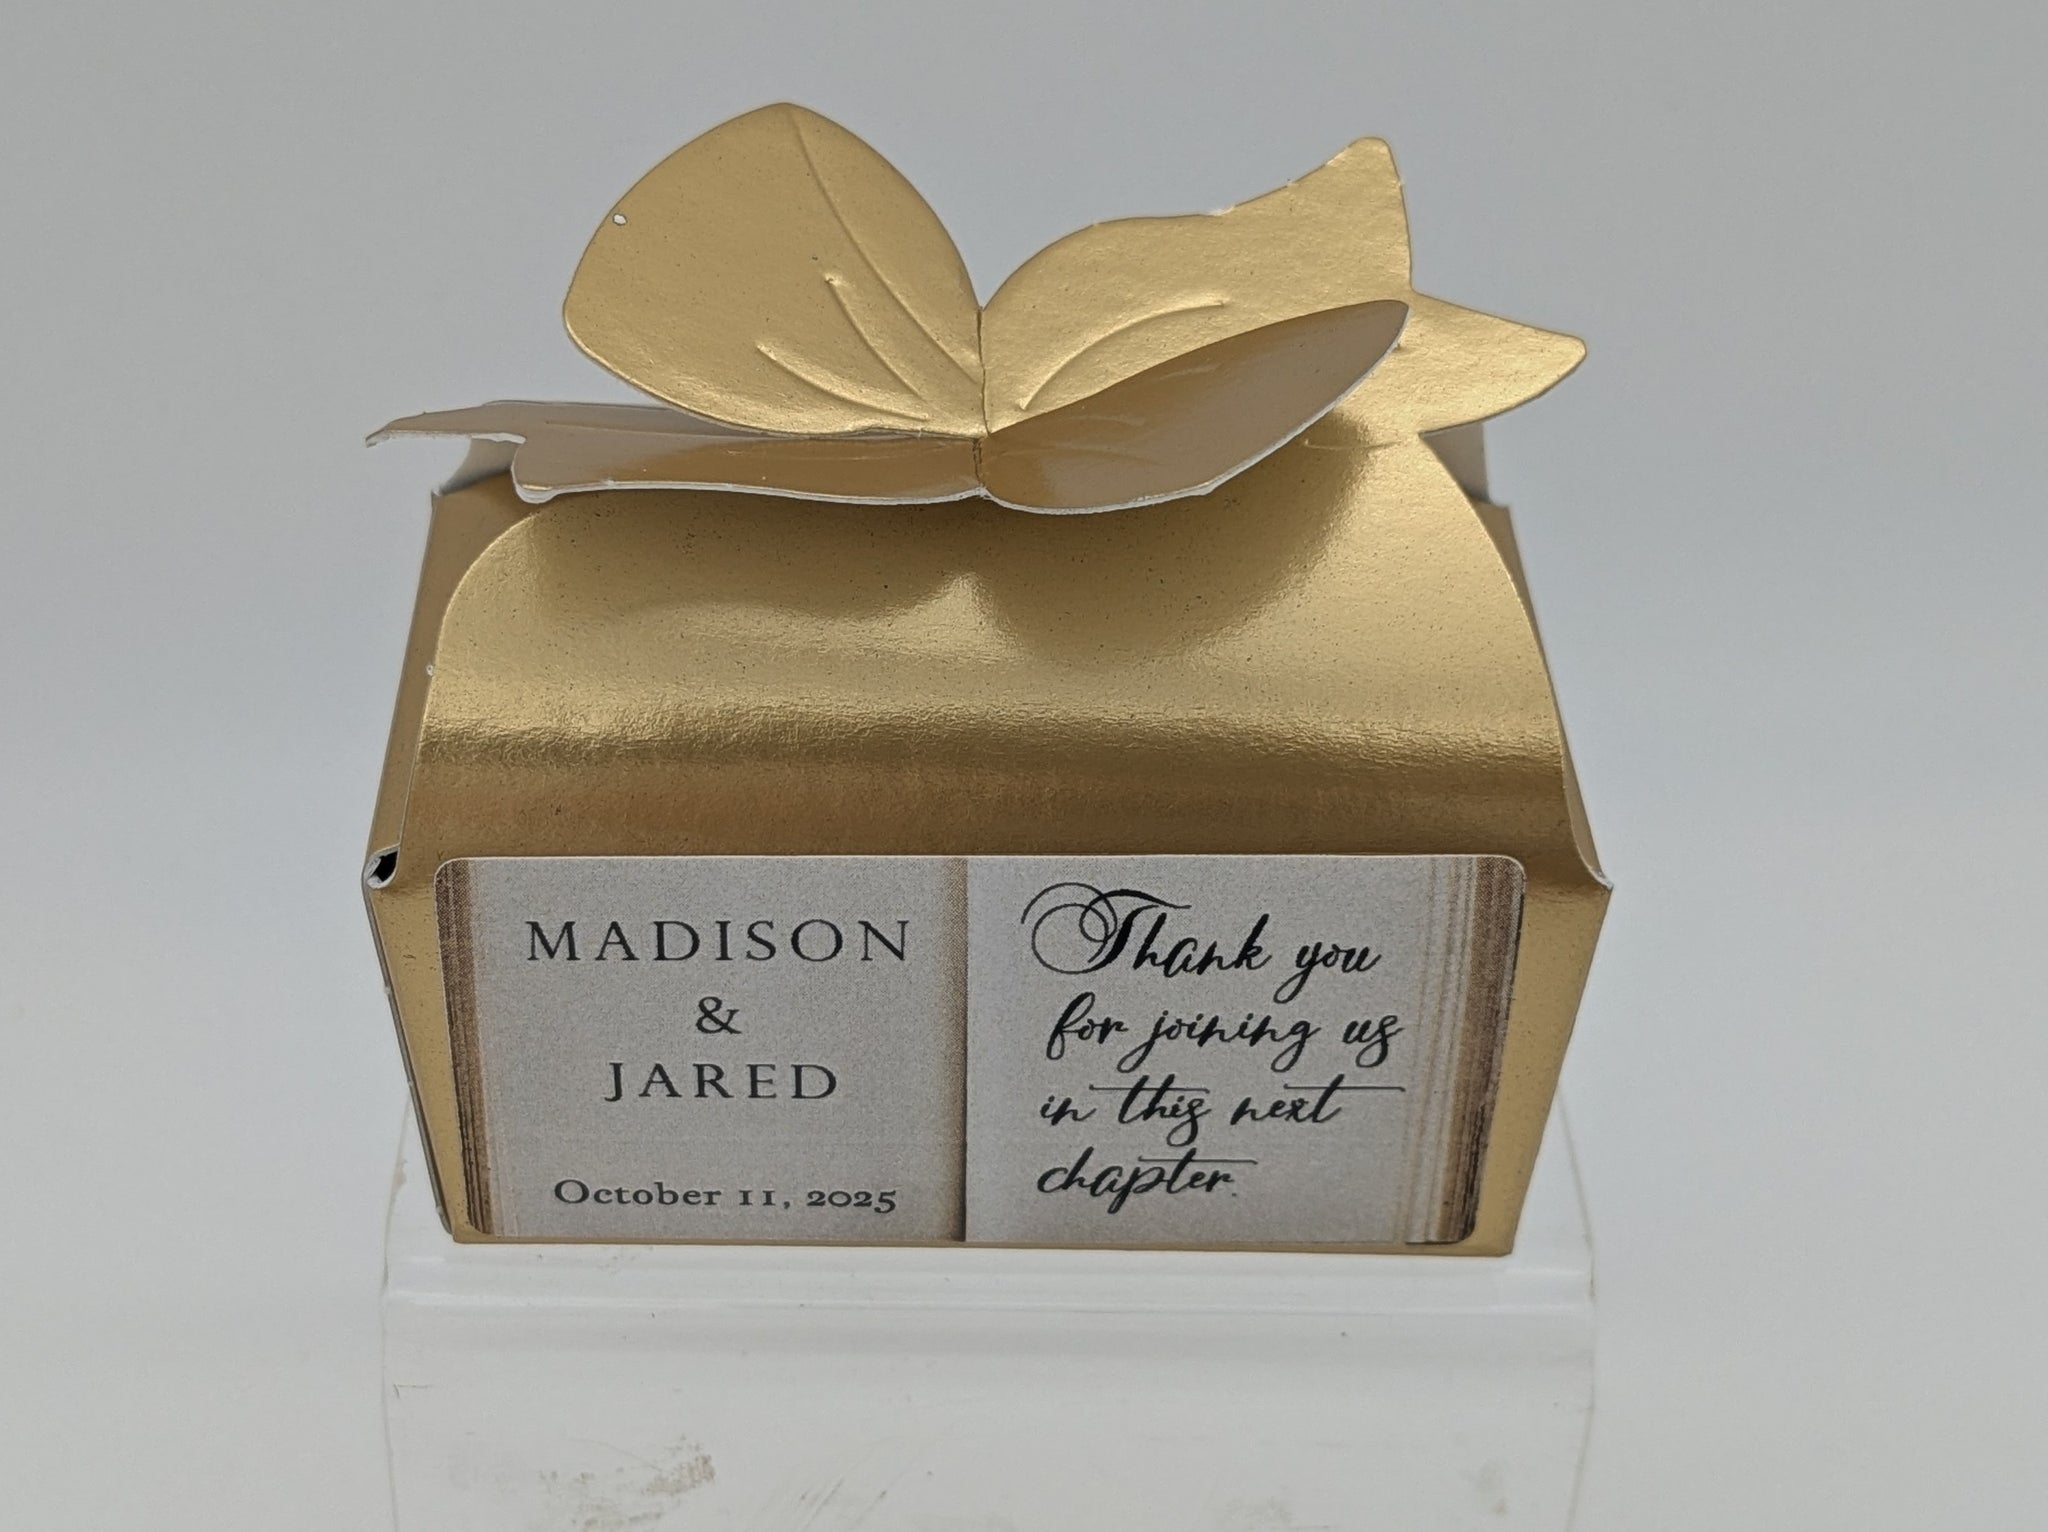 MADISON
&
JARED
October 11, 2025
Thank you
for joining us
in this next
chapter.